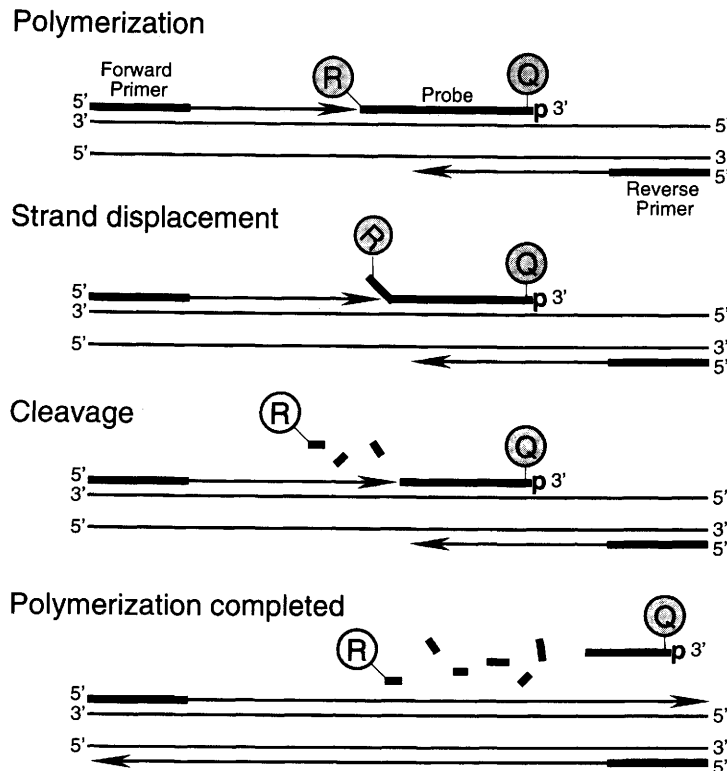 Polymerization
Forward
Primer
R
Probe
Q
5'
p 3'
3'
5'
5'
3'
5'
Reverse
Primer
Strand displacement
R
Q
5'
p 3'
3'
5'
5'
3'
5'
Cleavage
R
Q
5'
p 3'
3'
5'
5'
3'
5'
Polymerization completed
R
Q
p 3'
5'
3'
5'
5'
3'
5'